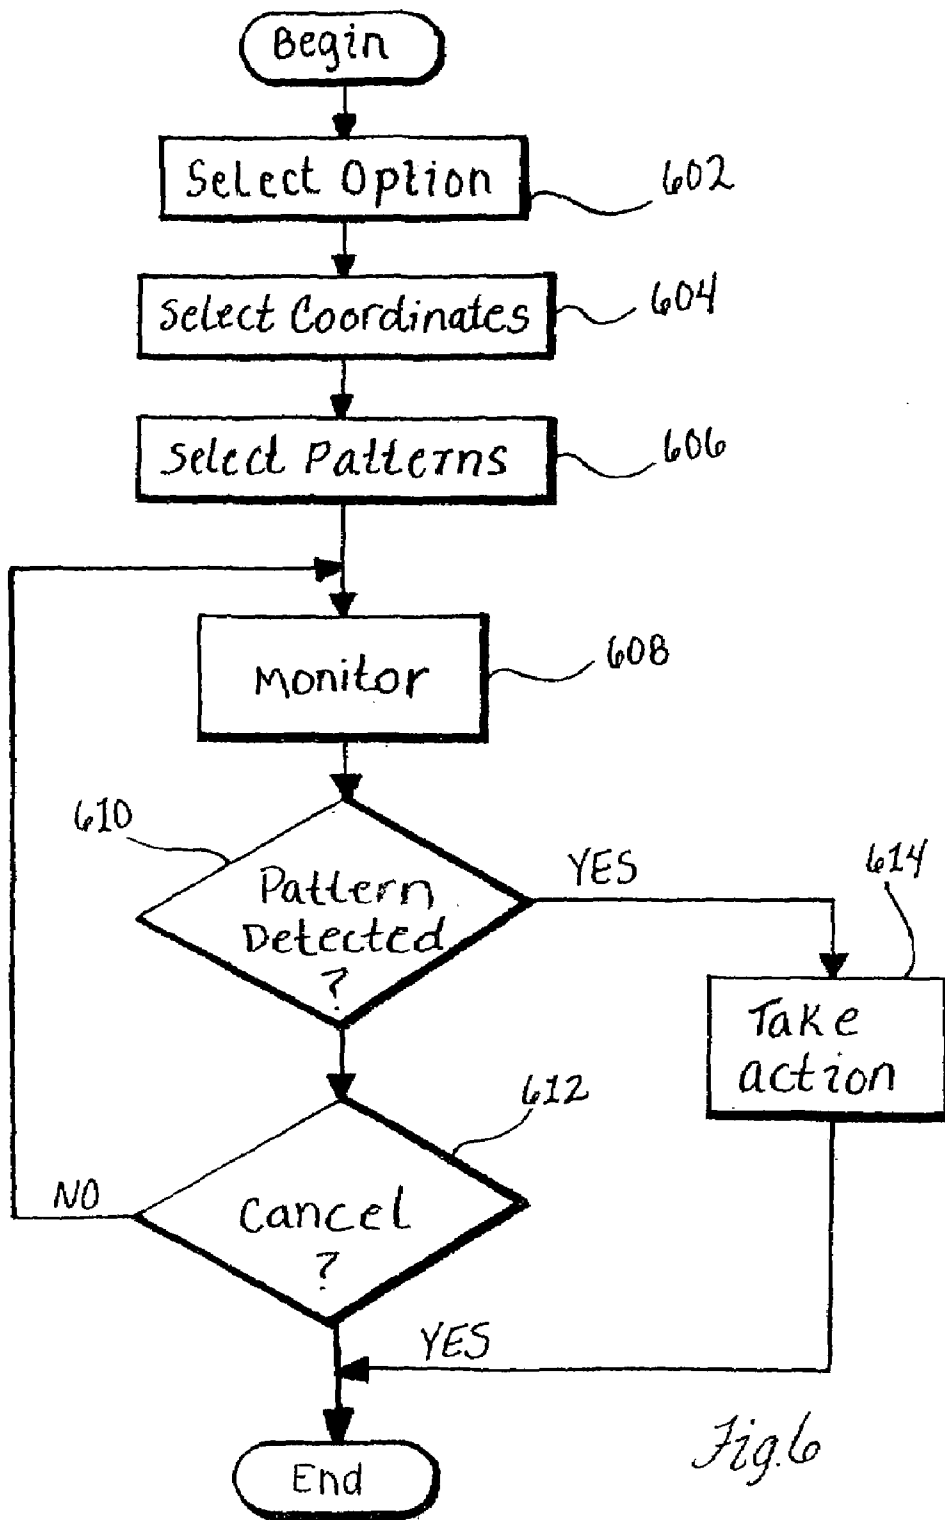 Begin
Select Option
602
Select Coordinates
604
Select Patterns
606
Monitor
608
610
Pattern
Detected
?
YES
614
Take
action
612
Cancel
?
NO
YES
End
Fig.6